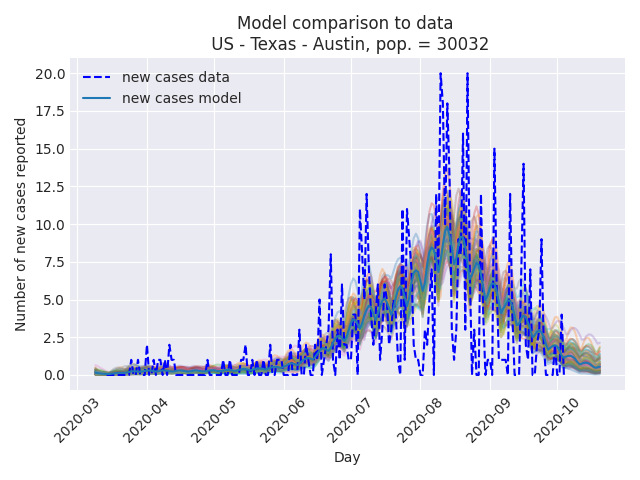 Model comparison to data
US - Texas - Austin, pop. = 30032
new cases data
new cases model
Number of new cases reported
20.0
17.5
15.0
12.5
10.0
7.5
5.0
2.5
0.0
2020-03
2020-04
2020-05
2020-06
2020-07
2020-08
2020-09
2020-10
Day